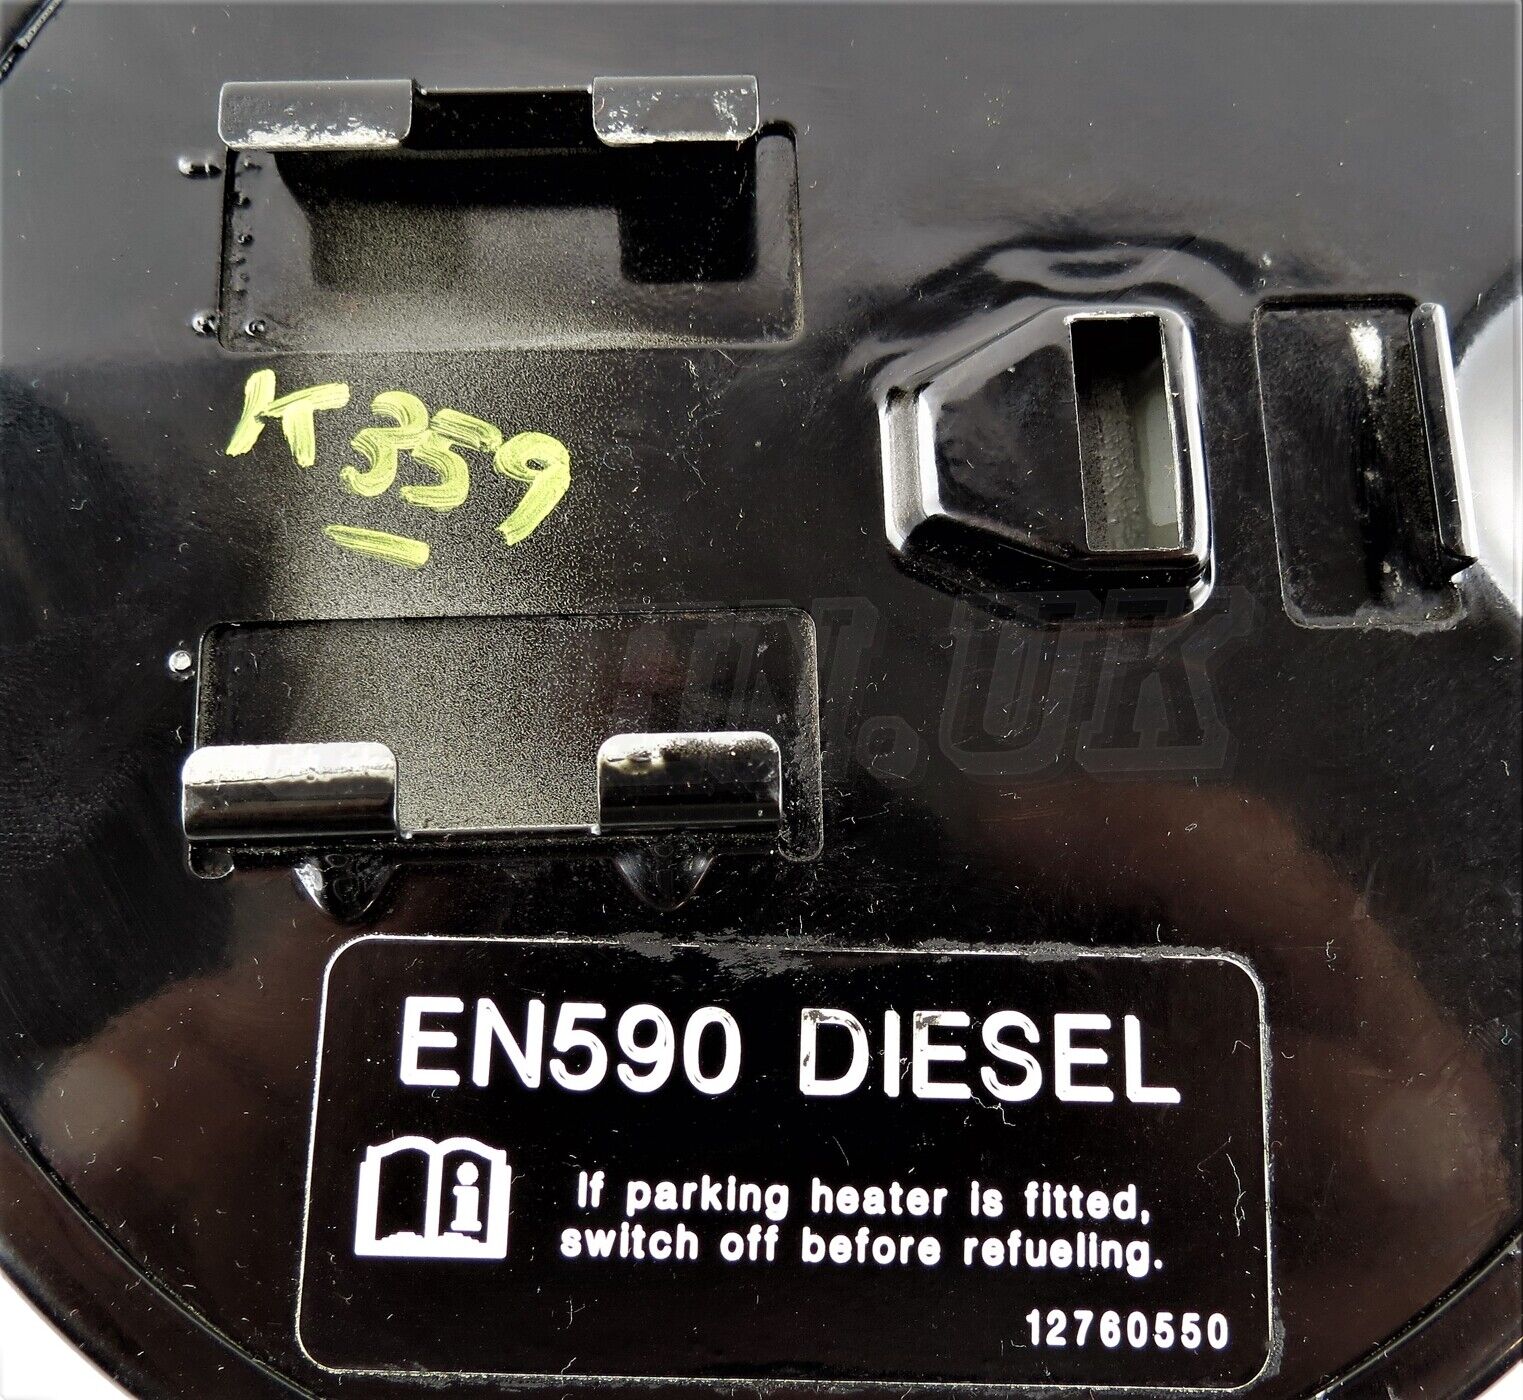 KT359
EN590 DIESEL
If parking heater is fitted,
switch off before refueling.
12760550